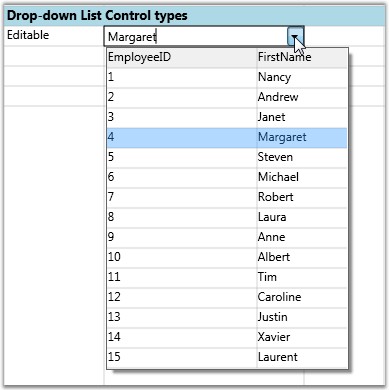 Drop-down List Control types
Editable Margaret
EmployeeID FirstName
1 Nancy
2 Andrew
3 Janet
4 Margaret
5 Steven
6 Michael
7 Robert
8 Laura
9 Anne
10 Albert
11 Tim
12 Caroline
13 Justin
14 Xavier
15 Laurent